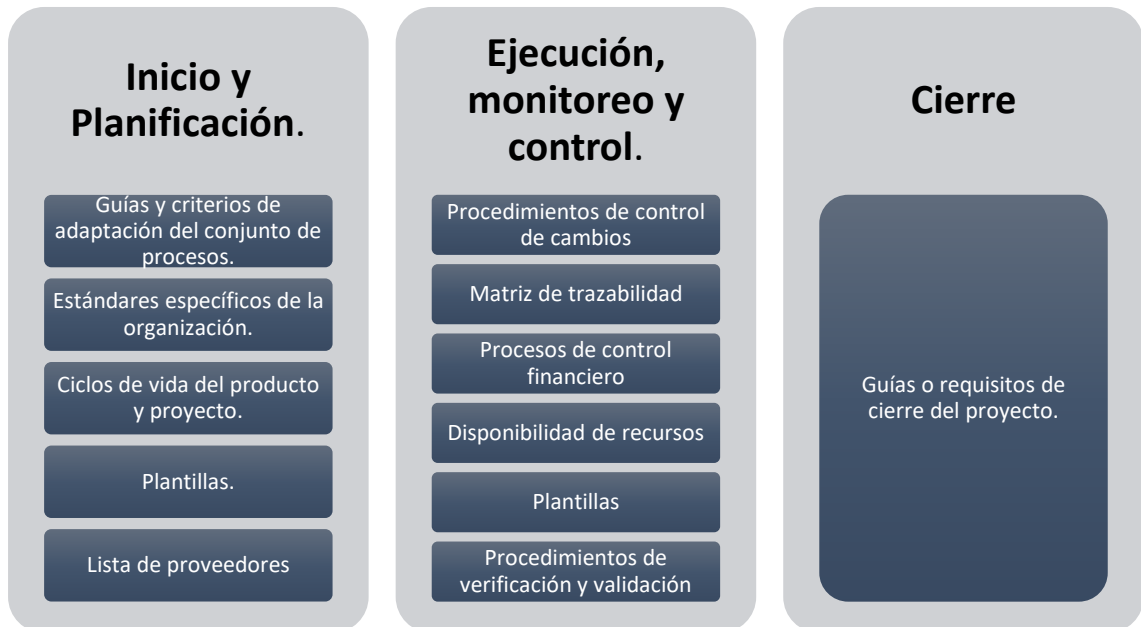 Inicio y
Planificación.
Guías y criterios de
adaptación del conjunto de
procesos.
Estándares específicos de la
organización.
Ciclos de vida del producto
y proyecto.
Plantillas.
Lista de proveedores
Ejecución,
monitoreo y
control.
Procedimientos de control
de cambios
Matriz de trazabilidad
Procesos de control
financiero
Disponibilidad de recursos
Plantillas
Procedimientos de
verificación y validación
Cierre
Guías o requisitos de
cierre del proyecto.